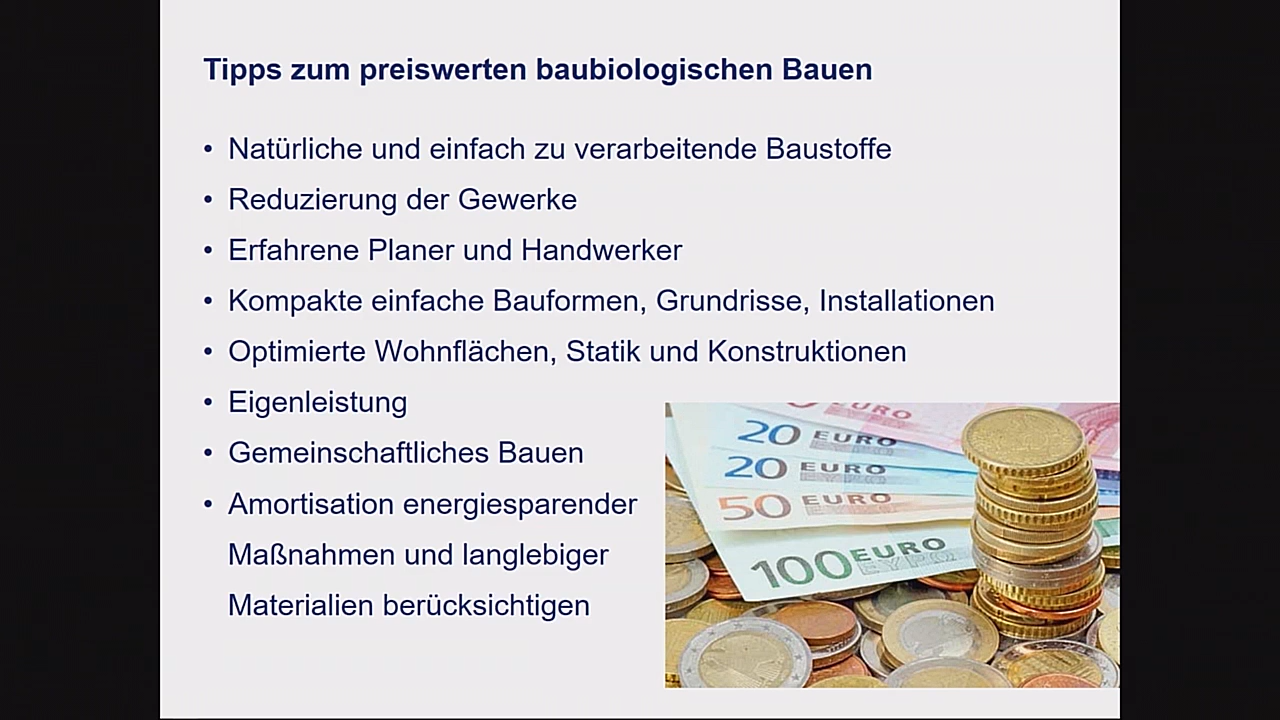 Tipps zum preiswerten baubiologischen Bauen
• Natürliche und einfach zu verarbeitende Baustoffe
• Reduzierung der Gewerke
• Erfahrene Planer und Handwerker
• Kompakte einfache Bauformen, Grundrisse, Installationen
• Optimierte Wohnflächen, Statik und Konstruktionen
• Eigenleistung
• Gemeinschaftliches Bauen
• Amortisation energiesparender
Maßnahmen und langlebiger
Materialien berücksichtigen
EURO
20 EURO
20 EURO
50 EURO
100 EURO